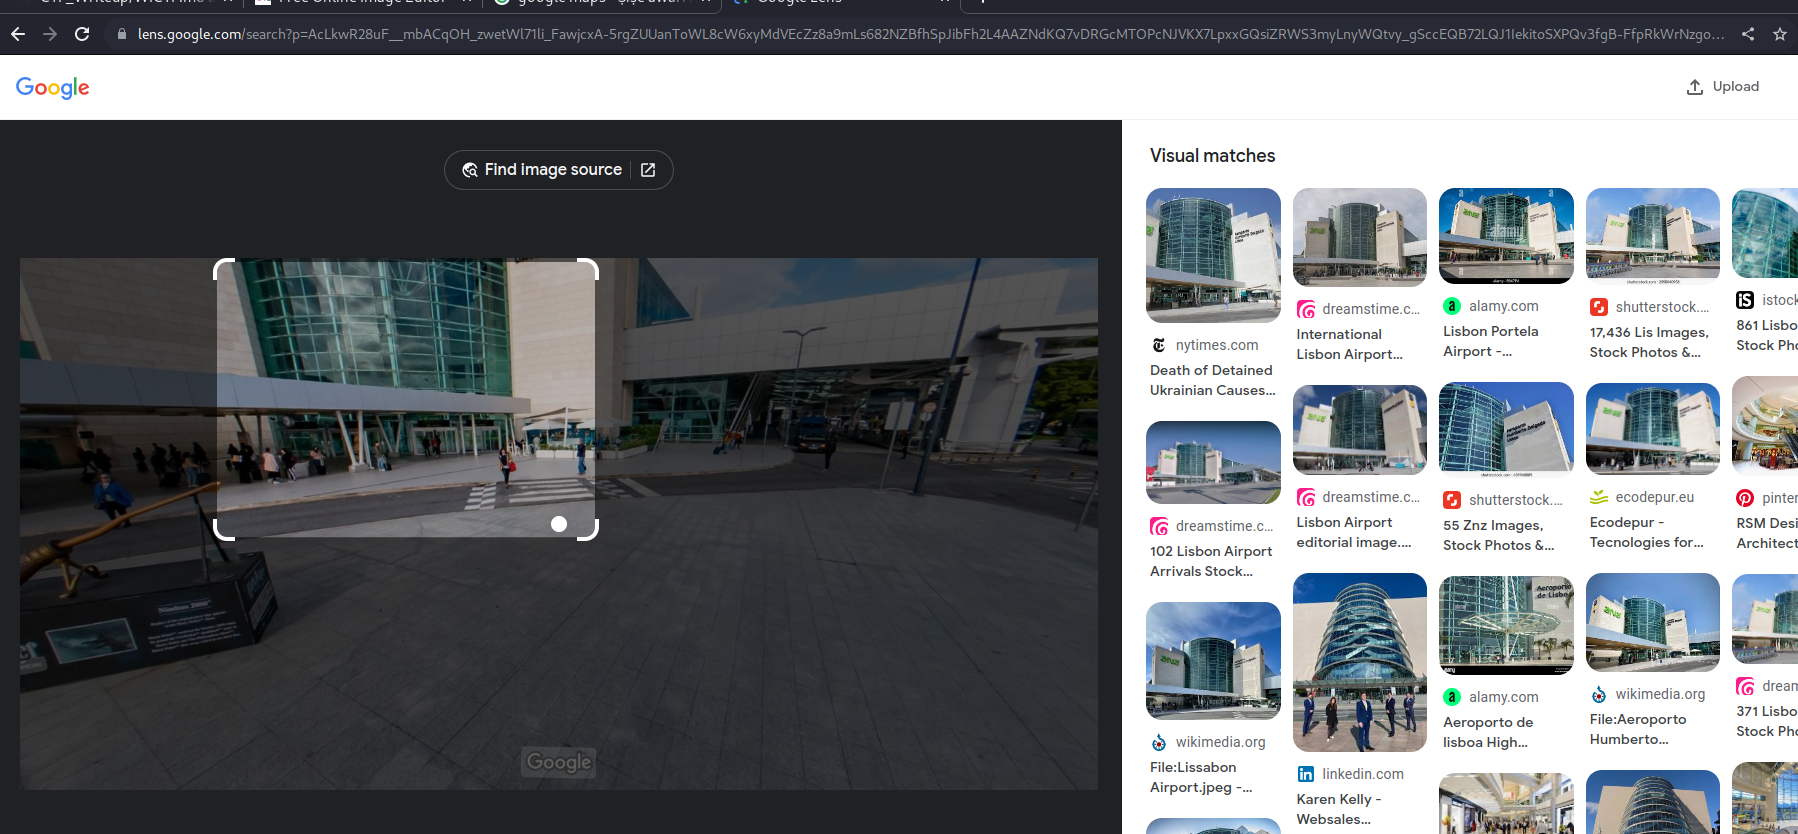 lens.google.com/search?p=AcLkwR28uF__mbACqOH_zwetWl71li_FawjcxA-5rgZUUanToWL8cW6xyMdVEcZz8a9mLs682NZBfhSpJibFh2L4AAZNdKQ7vDRGcMTOPcNJVKX7LpxxGQsiZRWS3myLnyWQtvy_gSccEQB72LQJ1IekitoSXPQv3fgB-FfpRkWrNzgo...
Google
Upload
Find image source
Visual matches
nytimes.com
Death of Detained
Ukrainian Causes...
dreamstime.c...
International
Lisbon Airport...
alamy.com
Lisbon Portela
Airport -...
shutterstock....
17,436 Lis Images,
Stock Photos &...
istock
861 Lisbo
Stock Pho
dreamstime.c...
102 Lisbon Airport
Arrivals Stock...
dreamstime.c...
Lisbon Airport
editorial image....
shutterstock....
55 Znz Images,
Stock Photos &...
ecodepur.eu
Ecodepur -
Tecnologies for...
pinter
RSM Desi
Architect
wikimedia.org
File:Lissabon
Airport.jpeg -...
linkedin.com
Karen Kelly -
Websales...
alamy.com
Aeroporto de
lisboa High...
wikimedia.org
File:Aeroporto
Humberto...
dream
371 Lisbo
Stock Pho
Google